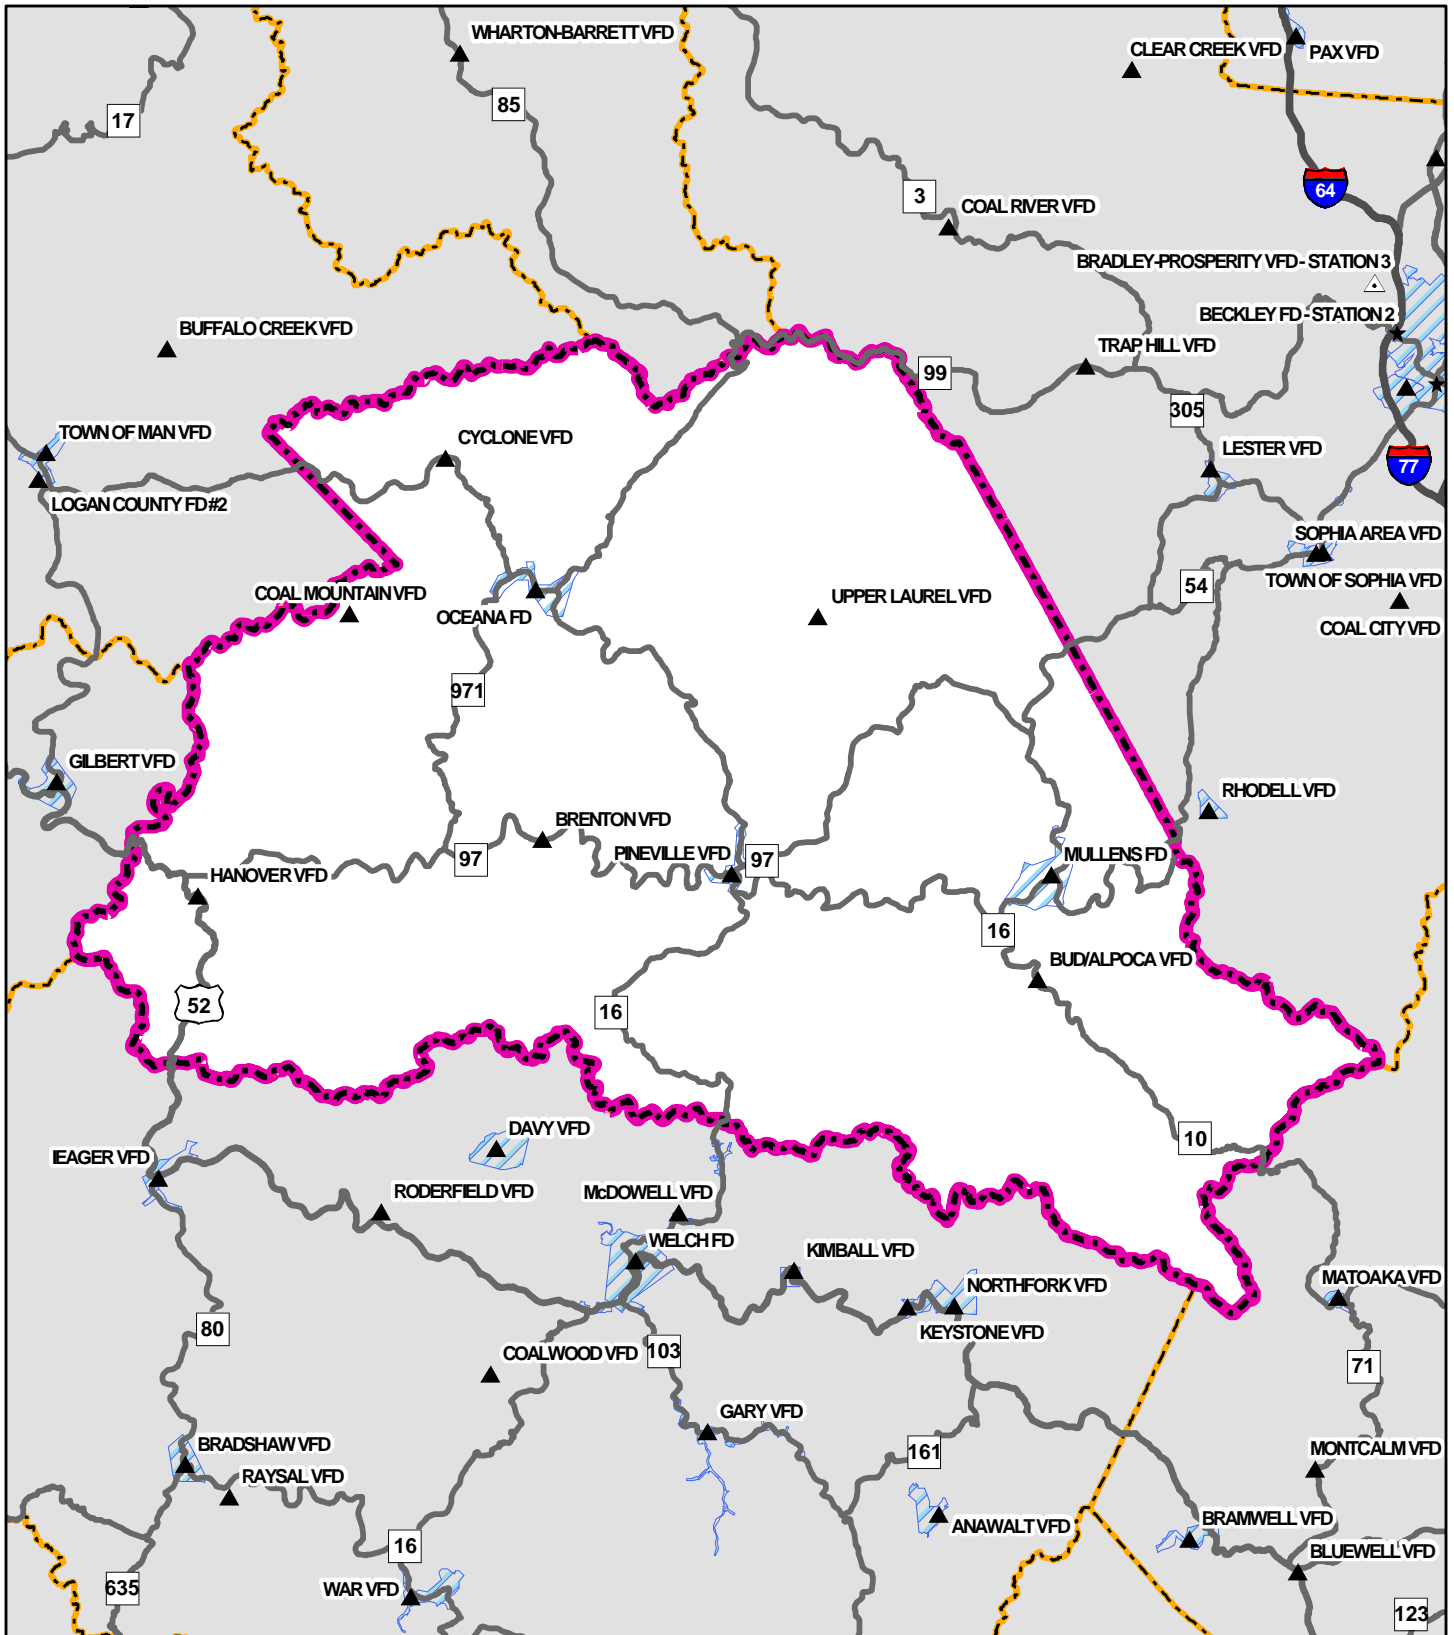 WHARTON-BARRETT VFD
CLEAR CREEK VFD
PAX VFD
85
17
64
3
COAL RIVER VFD
BRADLEY-PROSPERITY VFD - STATION 3
BECKLEY FD - STATION 2
BUFFALO CREEK VFD
TRAP HILL VFD
99
305
TOWN OF MAN VFD
CYCLONE VFD
LESTER VFD
77
LOGAN COUNTY FD #2
SOPHIA AREA VFD
54
TOWN OF SOPHIA VFD
COAL MOUNTAIN VFD
UPPER LAUREL VFD
OCEANA FD
COAL CITY VFD
971
GILBERT VFD
RHODELL VFD
BRENTON VFD
PINEVILLE VFD
97
97
MULLENS FD
HANOVER VFD
16
BUD/ALPOCA VFD
52
16
DAVY VFD
10
IEAGER VFD
RODERFIELD VFD
McDOWELL VFD
WELCH FD
KIMBALL VFD
NORTHFORK VFD
MATOAKA VFD
80
KEYSTONE VFD
COALWOOD VFD
103
71
GARY VFD
BRADSHAW VFD
161
MONTCALM VFD
RAYSAL VFD
ANAWALT VFD
BRAMWELL VFD
16
BLUEWELL VFD
635
WAR VFD
123